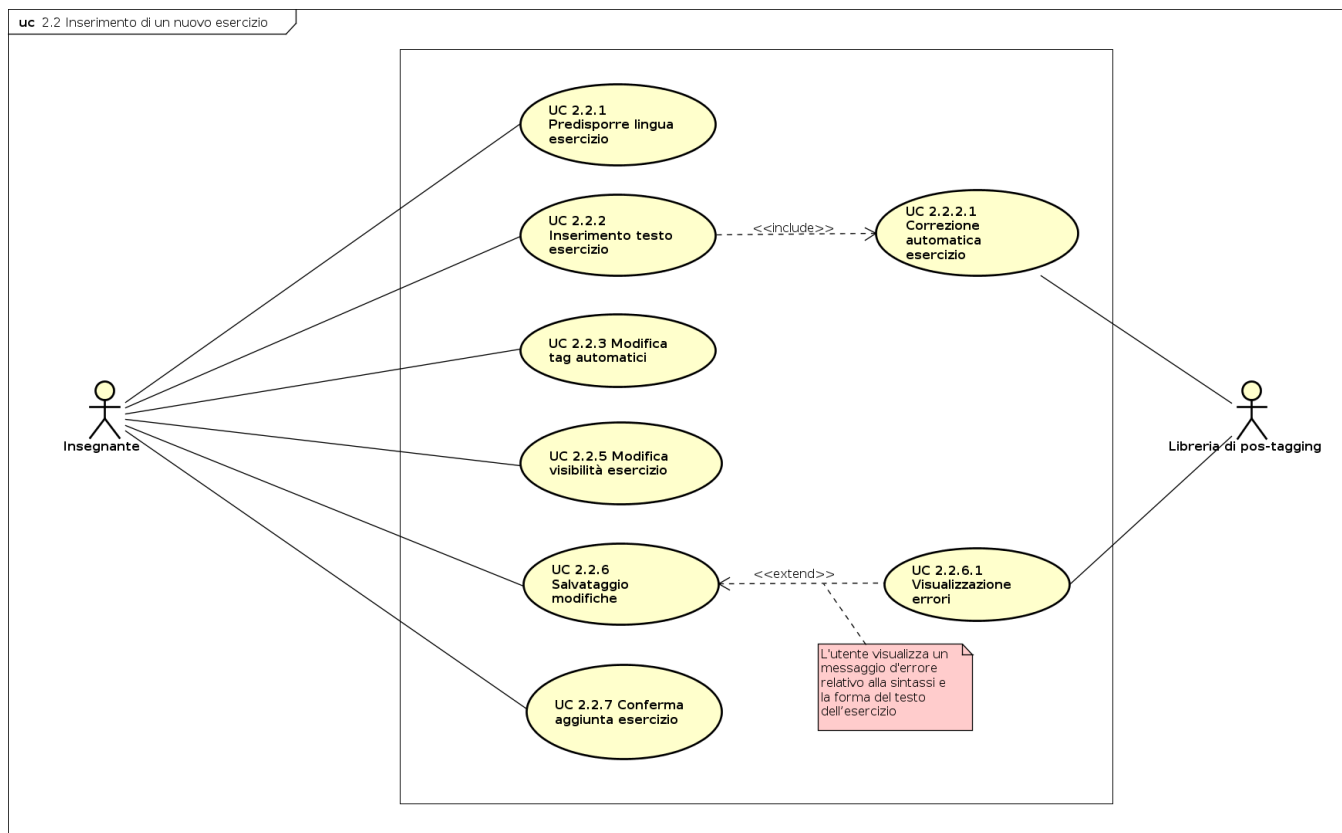 uc 2.2 Inserimento di un nuovo esercizio
UC 2.2.1
Predisporre lingua
esercizio
UC 2.2.2
Inserimento testo
esercizio
<<include>>
UC 2.2.2.1
Correzione
automatica
esercizio
UC 2.2.3 Modifica
tag automatici
Insegnante
Libreria di pos-tagging
UC 2.2.5 Modifica
visibilità esercizio
UC 2.2.6
Salvataggio
modifiche
<<extend>>
UC 2.2.6.1
Visualizzazione
errori
L'utente visualizza un
messaggio d'errore
relativo alla sintassi e
la forma del testo
dell'esercizio
UC 2.2.7 Conferma
aggiunta esercizio